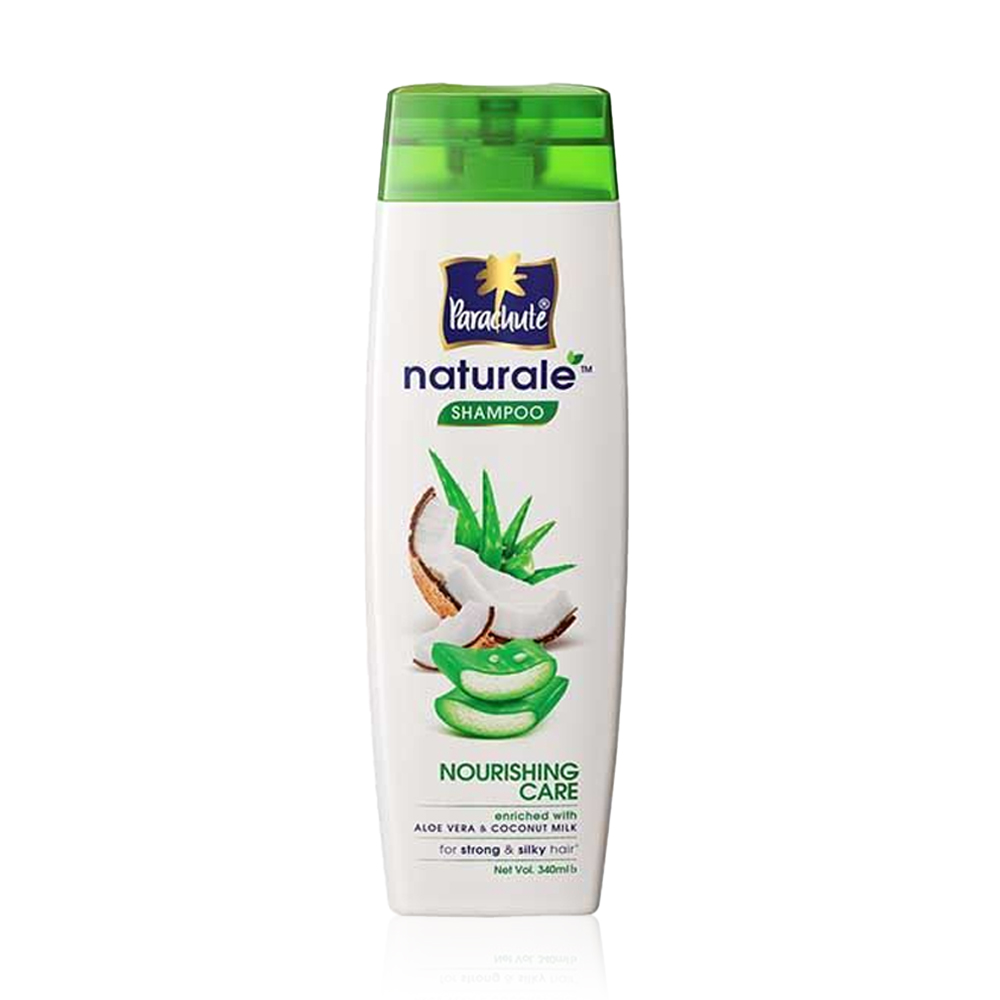 Parachute®
naturale™
SHAMPOO
NOURISHING
CARE
enriched with
ALOE VERA & COCONUT MILK
for strong & silky hair*
Net Vol. 340ml